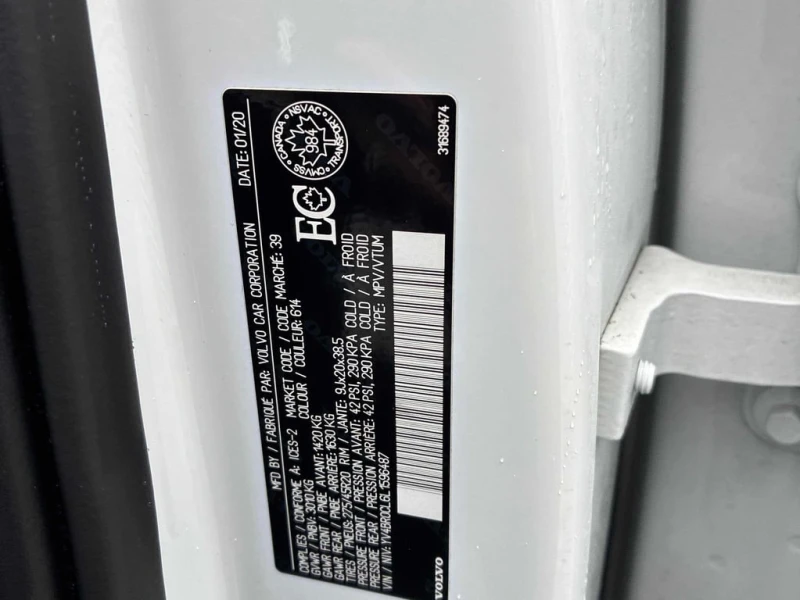 MFD BY / FABRIQUÉ PAR: VOLVO CAR CORPORATION DATE: 01/20
COMPLIES / CONFORME A: ICES-2 MARKET CODE / CODE MARCHÉ: 39
GVWR / PNBV: 3010 KG COLOUR / COULEUR: 614
GAWR FRONT / PNBE AVANT: 1420 KG
GAWR REAR / PNBE ARRIÈRE: 1630 KG
TIRES / PNEUS: 275/45R20 RIM / JANTE: 9Jx20x38.5
PRESSURE FRONT / PRESSION AVANT: 42 PSI, 290 KPA COLD / À FROID
PRESSURE REAR / PRESSION ARRIÈRE: 42 PSI, 290 KPA COLD / À FROID
VIN / NIV: YV4BR0CL6L1596487 TYPE: MPV/VTUM
EC
CANADA NSVAC
984
CMVSS TRANSPORT
VOLVO
31689474